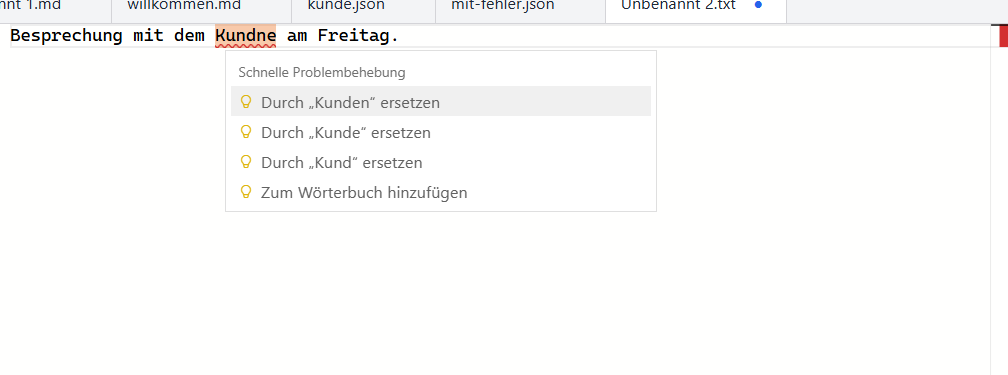 nnt 1.md willkommen.md kunde.json mit-fehler.json Unbenannt 2.txt
Besprechung mit dem Kundne am Freitag.
Schnelle Problembehebung
Durch „Kunden“ ersetzen
Durch „Kunde“ ersetzen
Durch „Kund“ ersetzen
Zum Wörterbuch hinzufügen